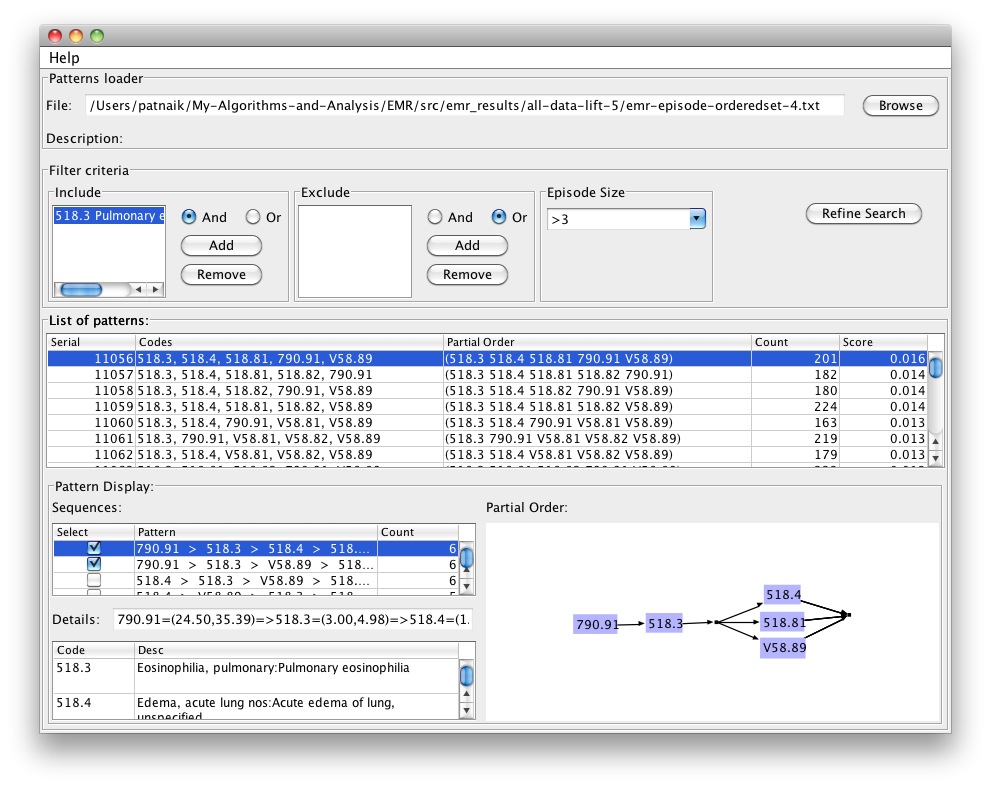 Help
Patterns loader
File: /Users/patnaik/My-Algorithms-and-Analysis/EMR/src/emr_results/all-data-lift-5/emr-episode-orderedset-4.txt Browse
Description:
Filter criteria
Include Exclude Episode Size
518.3 Pulmonary e And Or And Or >3 Refine Search
Add Add
Remove Remove
List of patterns:
Serial Codes Partial Order Count Score
11056 518.3, 518.4, 518.81, 790.91, V58.89 (518.3 518.4 518.81 790.91 V58.89) 201 0.016
11057 518.3, 518.4, 518.81, 518.82, 790.91 (518.3 518.4 518.81 518.82 790.91) 182 0.014
11058 518.3, 518.4, 518.82, 790.91, V58.89 (518.3 518.4 518.82 790.91 V58.89) 180 0.014
11059 518.3, 518.4, 518.81, 518.82, V58.89 (518.3 518.4 518.81 518.82 V58.89) 224 0.014
11060 518.3, 518.4, 790.91, V58.81, V58.89 (518.3 518.4 790.91 V58.81 V58.89) 163 0.013
11061 518.3, 790.91, V58.81, V58.82, V58.89 (518.3 790.91 V58.81 V58.82 V58.89) 219 0.013
11062 518.3, 518.4, V58.81, V58.82, V58.89 (518.3 518.4 V58.81 V58.82 V58.89) 179 0.013
Pattern Display:
Sequences: Partial Order:
Select Pattern Count
790.91 > 518.3 > 518.4 > 518.... 6
790.91 > 518.3 > V58.89 > 518... 6
518.4 > 518.3 > V58.89 > 518.... 6
Details: 790.91=(24.50,35.39)=>518.3=(3.00,4.98)=>518.4=(1.
Code Desc
518.3 Eosinophilia, pulmonary:Pulmonary eosinophilia
518.4 Edema, acute lung nos:Acute edema of lung,
unspecified
518.4
790.91 518.3 518.81
V58.89